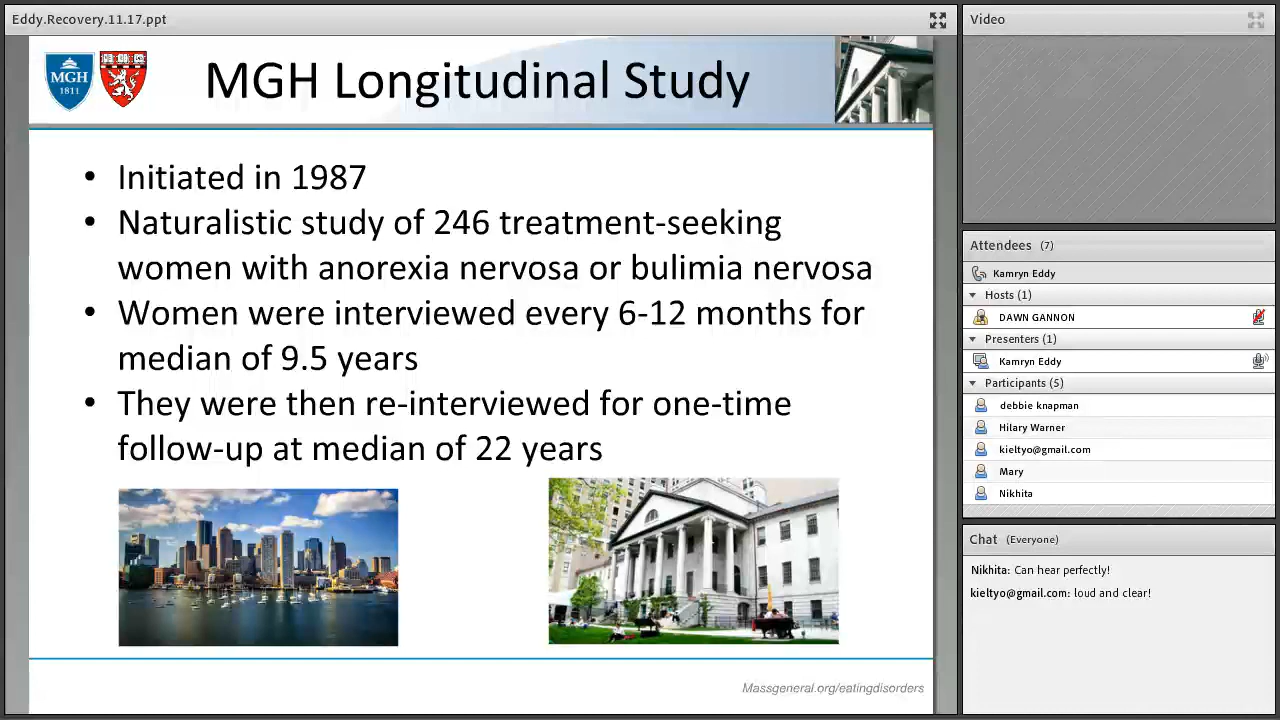 Eddy.Recovery.11.17.ppt
MGH
1811
MGH Longitudinal Study
• Initiated in 1987
• Naturalistic study of 246 treatment-seeking
women with anorexia nervosa or bulimia nervosa
• Women were interviewed every 6-12 months for
median of 9.5 years
• They were then re-interviewed for one-time
follow-up at median of 22 years
Massgeneral.org/eatingdisorders
Video
Attendees (7)
Kamryn Eddy
Hosts (1)
DAWN GANNON
Presenters (1)
Kamryn Eddy
Participants (5)
debbie knapman
Hilary Warner
kieltyo@gmail.com
Mary
Nikhita
Chat (Everyone)
Nikhita: Can hear perfectly!
kieltyo@gmail.com: loud and clear!